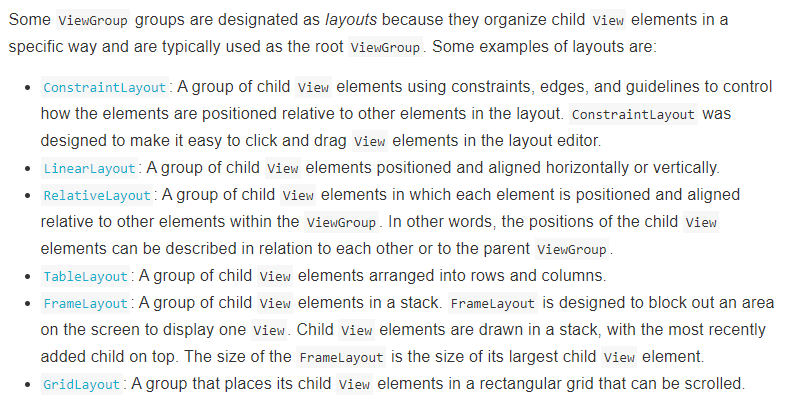 Some ViewGroup groups are designated as layouts because they organize child View elements in a
specific way and are typically used as the root ViewGroup. Some examples of layouts are:
• ConstraintLayout: A group of child View elements using constraints, edges, and guidelines to control
how the elements are positioned relative to other elements in the layout. ConstraintLayout was
designed to make it easy to click and drag View elements in the layout editor.
• LinearLayout: A group of child View elements positioned and aligned horizontally or vertically.
• RelativeLayout: A group of child View elements in which each element is positioned and aligned
relative to other elements within the ViewGroup. In other words, the positions of the child View
elements can be described in relation to each other or to the parent ViewGroup.
• TableLayout: A group of child View elements arranged into rows and columns.
• FrameLayout: A group of child View elements in a stack. FrameLayout is designed to block out an area
on the screen to display one View. Child View elements are drawn in a stack, with the most recently
added child on top. The size of the FrameLayout is the size of its largest child View element.
• GridLayout: A group that places its child View elements in a rectangular grid that can be scrolled.